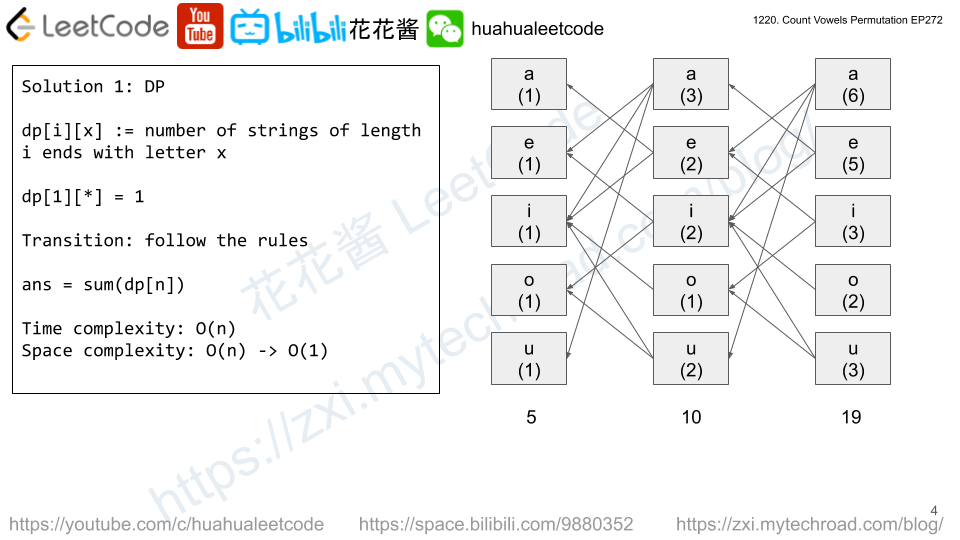 LeetCode You Tube bilibili 花花酱 huahualeetcode
1220. Count Vowels Permutation EP272
Solution 1: DP
dp[i][x] := number of strings of length
i ends with letter x
dp[1][*] = 1
Transition: follow the rules
ans = sum(dp[n])
Time complexity: O(n)
Space complexity: O(n) -> O(1)
a
(1)
e
(1)
i
(1)
o
(1)
u
(1)
5
a
(3)
e
(2)
i
(2)
o
(1)
u
(2)
10
a
(6)
e
(5)
i
(3)
o
(2)
u
(3)
19
花花酱 LeetCode
https://zxi.mytechroad.com/blog/
4
https://youtube.com/c/huahualeetcode https://space.bilibili.com/9880352 https://zxi.mytechroad.com/blog/